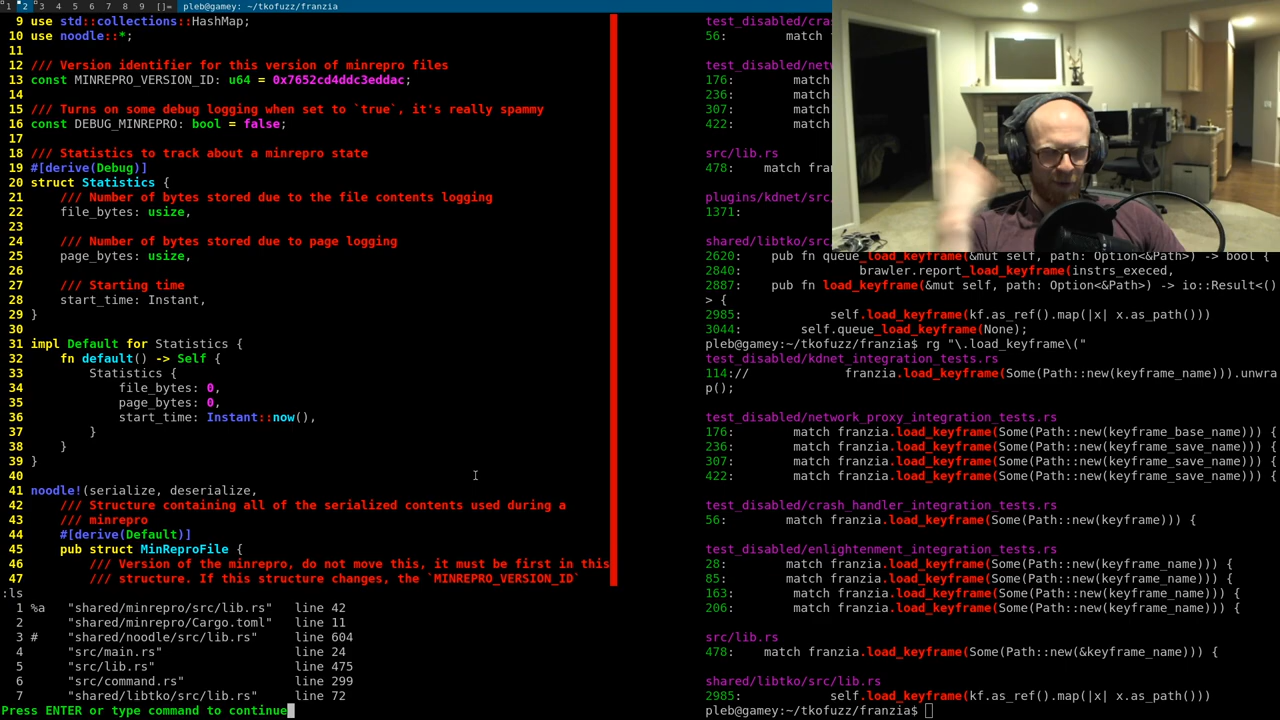 1 2 3 4 5 6 7 8 9 []= pleb@gamey: ~/tkofuzz/franzia
9 use std::collections::HashMap;
10 use noodle::*;
11
12 /// Version identifier for this version of minrepro files
13 const MINREPRO_VERSION_ID: u64 = 0x7652cd4ddc3eddac;
14
15 /// Turns on some debug logging when set to `true`, it's really spammy
16 const DEBUG_MINREPRO: bool = false;
17
18 /// Statistics to track about a minrepro state
19 #[derive(Debug)]
20 struct Statistics {
21     /// Number of bytes stored due to the file contents logging
22     file_bytes: usize,
23
24     /// Number of bytes stored due to page logging
25     page_bytes: usize,
26
27     /// Starting time
28     start_time: Instant,
29 }
30
31 impl Default for Statistics {
32     fn default() -> Self {
33         Statistics {
34             file_bytes: 0,
35             page_bytes: 0,
36             start_time: Instant::now(),
37         }
38     }
39 }
40
41 noodle!(serialize, deserialize,
42     /// Structure containing all of the serialized contents used during a
43     /// minrepro
44     #[derive(Default)]
45     pub struct MinReproFile {
46         /// Version of the minrepro, do not move this, it must be first in this
47         /// structure. If this structure changes, the `MINREPRO_VERSION_ID`
:ls
1 %a   "shared/minrepro/src/lib.rs"   line 42
2      "shared/minrepro/Cargo.toml"   line 11
3 #    "shared/noodle/src/lib.rs"     line 604
4      "src/main.rs"                  line 24
5      "src/lib.rs"                   line 475
6      "src/command.rs"               line 299
7      "shared/libtko/src/lib.rs"     line 72
Press ENTER or type command to continue
test_disabled/cra
56:        match f
test_disabled/net
176:        match
236:        match
307:        match
422:        match
src/lib.rs
478:    match fran
plugins/kdnet/src/
1371:
shared/libtko/src/
2620:    pub fn queue_load_keyframe(&mut self, path: Option<&Path>) -> bool {
2840:                brawler.report_load_keyframe(instrs_execed,
2887:    pub fn load_keyframe(&mut self, path: Option<&Path>) -> io::Result<()
> {
2985:            self.load_keyframe(kf.as_ref().map(|x| x.as_path()))
3044:        self.queue_load_keyframe(None);
pleb@gamey:~/tkofuzz/franzia$ rg "\.load_keyframe\("
test_disabled/kdnet_integration_tests.rs
114://        franzia.load_keyframe(Some(Path::new(keyframe_name))).unwra
p();
test_disabled/network_proxy_integration_tests.rs
176:        match franzia.load_keyframe(Some(Path::new(keyframe_base_name))) {
236:        match franzia.load_keyframe(Some(Path::new(keyframe_save_name))) {
307:        match franzia.load_keyframe(Some(Path::new(keyframe_save_name))) {
422:        match franzia.load_keyframe(Some(Path::new(keyframe_save_name))) {
test_disabled/crash_handler_integration_tests.rs
56:        match franzia.load_keyframe(Some(Path::new(keyframe_name))) {
test_disabled/enlightenment_integration_tests.rs
28:        match franzia.load_keyframe(Some(Path::new(keyframe_name))) {
85:        match franzia.load_keyframe(Some(Path::new(keyframe_name))) {
163:        match franzia.load_keyframe(Some(Path::new(keyframe_name))) {
206:        match franzia.load_keyframe(Some(Path::new(keyframe_name))) {
src/lib.rs
478:    match franzia.load_keyframe(Some(Path::new(&keyframe_name))) {
shared/libtko/src/lib.rs
2985:            self.load_keyframe(kf.as_ref().map(|x| x.as_path()))
pleb@gamey:~/tkofuzz/franzia$